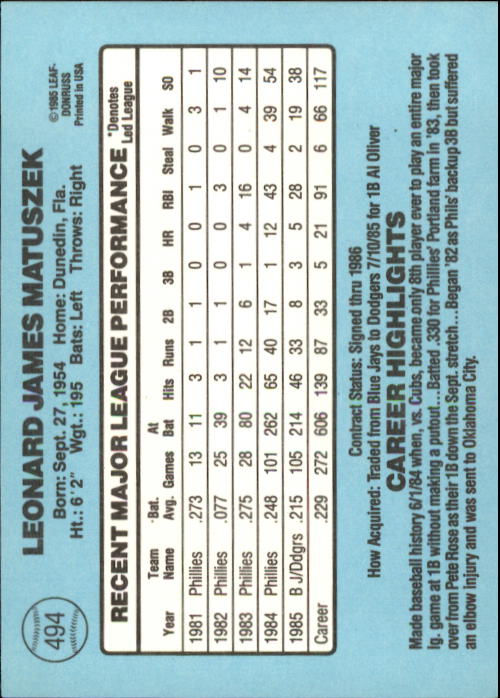 494
LEONARD JAMES MATUSZEK
Born: Sept. 27, 1954 Home: Dunedin, Fla.
Ht.: 6'2" Wgt.: 195 Bats: Left Throws: Right
©1985 LEAF-
DONRUSS
Printed in USA
RECENT MAJOR LEAGUE PERFORMANCE
*Denotes
Led League
Team Bat. At
Year Name Avg. Games Bat Hits Runs 2B 3B HR RBI Steal Walk SO
1981 Phillies .273 13 11 3 1 1 0 0 1 0 3 1
1982 Phillies .077 25 39 3 1 1 0 0 3 0 1 10
1983 Phillies .275 28 80 22 12 6 1 4 16 0 4 14
1984 Phillies .248 101 262 65 40 17 1 12 43 4 39 54
1985 B J/Ddgrs .215 105 214 46 33 8 3 5 28 2 19 38
Career .229 272 606 139 87 33 5 21 91 6 66 117
Contract Status: Signed thru 1986
How Acquired: Traded from Blue Jays to Dodgers 7/10/85 for 1B Al Oliver
CAREER HIGHLIGHTS
Made baseball history 6/1/84 when, vs. Cubs, became only 8th player ever to play an entire major
lg. game at 1B without making a putout... Batted .330 for Phillies' Portland farm in '83, then took
over from Pete Rose as their 1B down the Sept. stretch... Began '82 as Phils' backup 3B but suffered
an elbow injury and was sent to Oklahoma City.